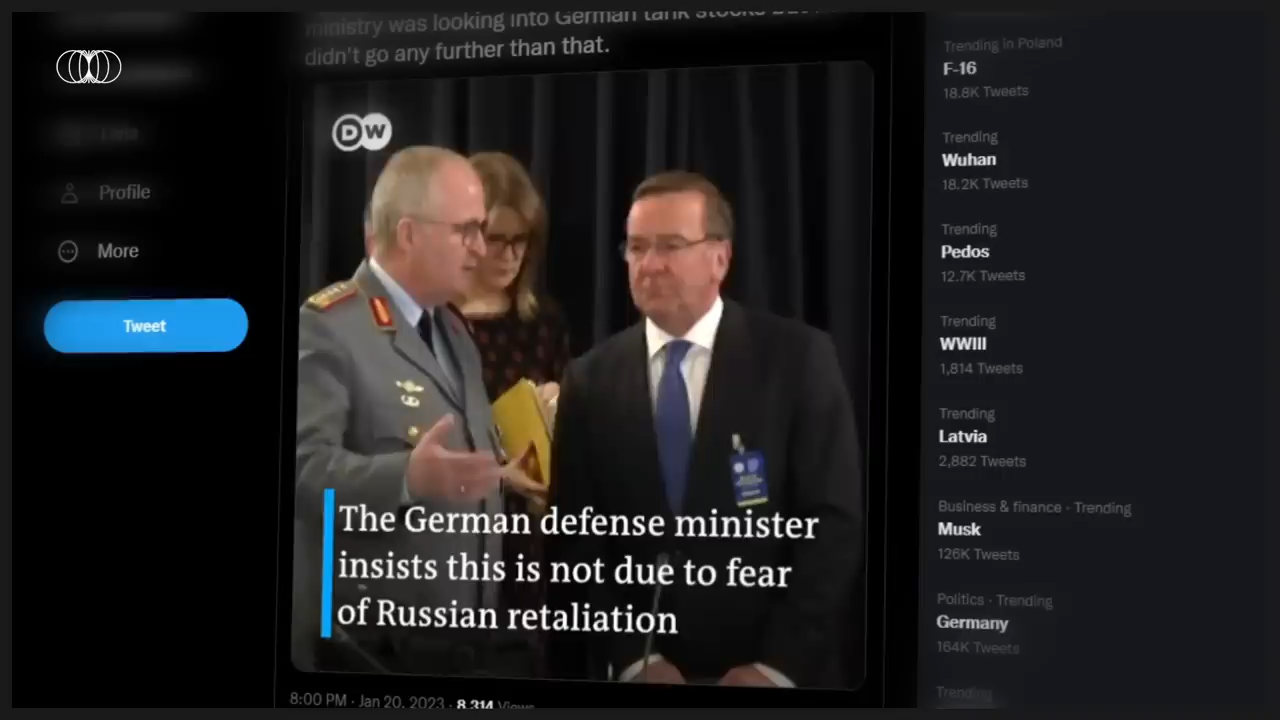 ministry was looking into German tank stocks but
didn't go any further than that.
DW
Profile
More
Tweet
The German defense minister
insists this is not due to fear
of Russian retaliation
8:00 PM · Jan 20, 2023 · 8,314 Views
Trending in Poland
F-16
18.8K Tweets
Trending
Wuhan
18.2K Tweets
Trending
Pedos
12.7K Tweets
Trending
WWIII
1,814 Tweets
Trending
Latvia
2,882 Tweets
Business & finance · Trending
Musk
126K Tweets
Politics · Trending
Germany
164K Tweets
Trending